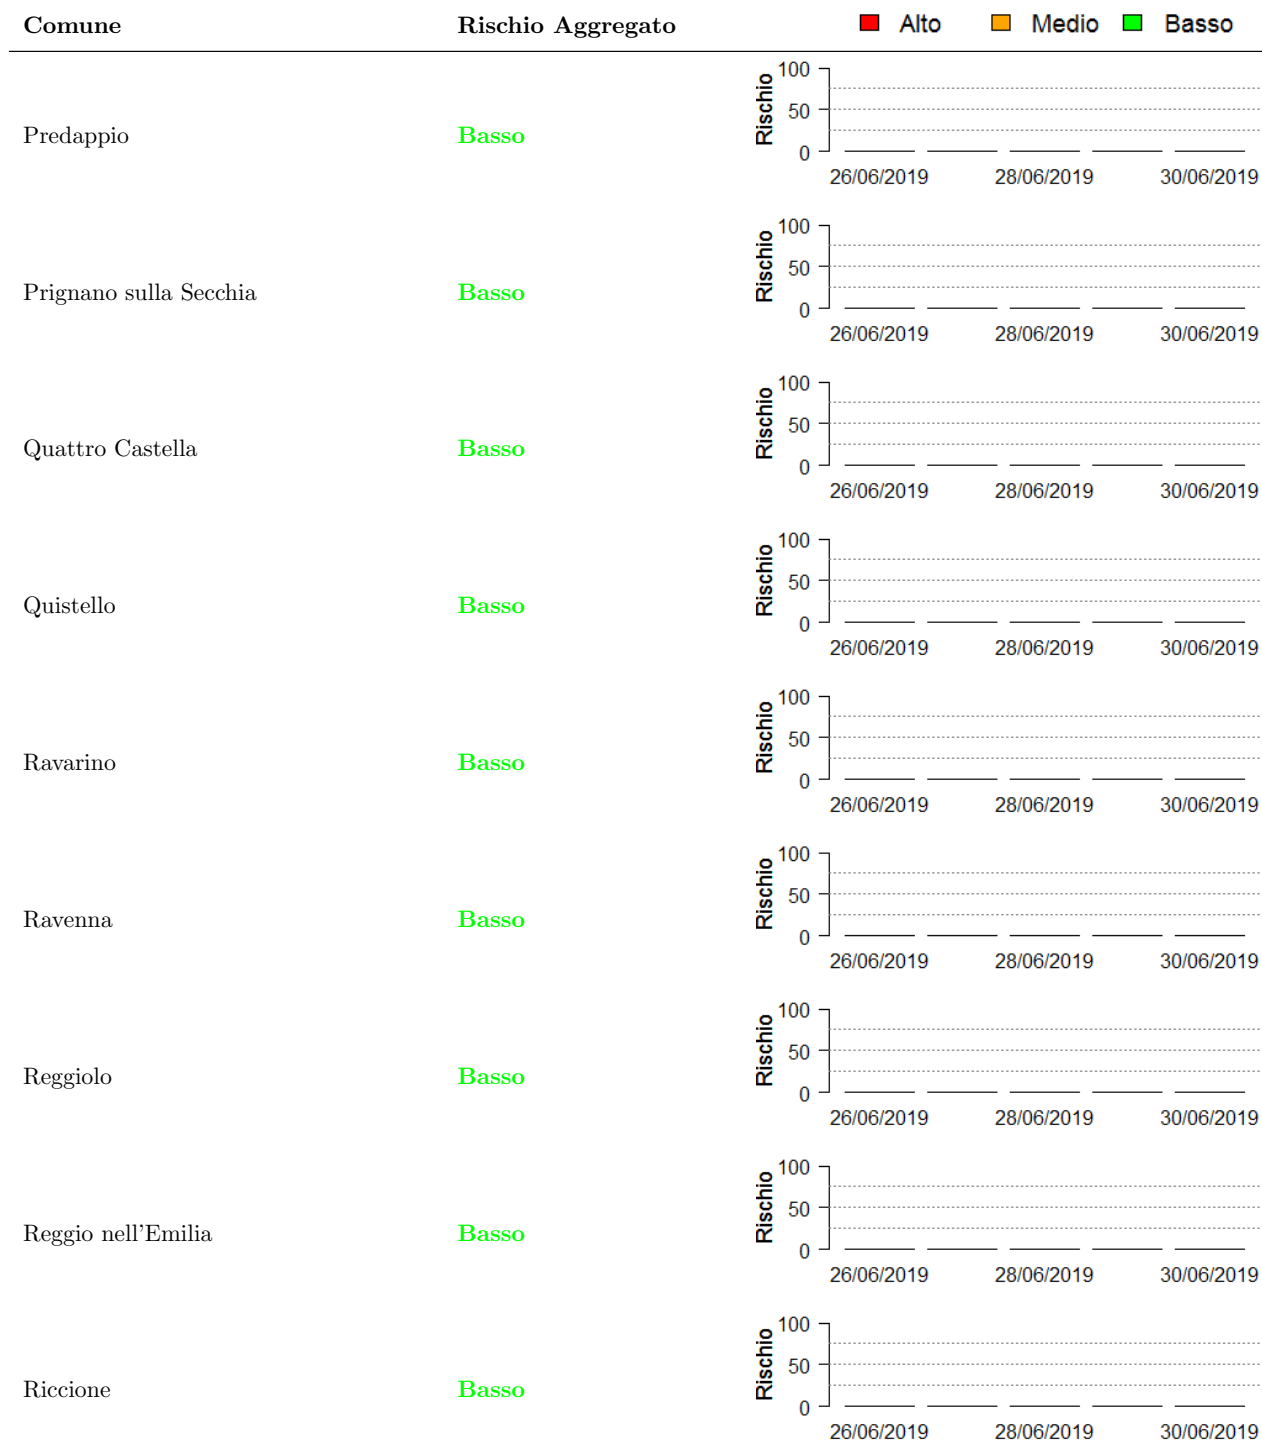 Comune Rischio Aggregato Alto Medio Basso
100
50
0
Rischio
Predappio Basso
26/06/2019 28/06/2019 30/06/2019
100
50
0
Rischio
Prignano sulla Secchia Basso
26/06/2019 28/06/2019 30/06/2019
100
50
0
Rischio
Quattro Castella Basso
26/06/2019 28/06/2019 30/06/2019
100
50
0
Rischio
Quistello Basso
26/06/2019 28/06/2019 30/06/2019
100
50
0
Rischio
Ravarino Basso
26/06/2019 28/06/2019 30/06/2019
100
50
0
Rischio
Ravenna Basso
26/06/2019 28/06/2019 30/06/2019
100
50
0
Rischio
Reggiolo Basso
26/06/2019 28/06/2019 30/06/2019
100
50
0
Rischio
Reggio nell'Emilia Basso
26/06/2019 28/06/2019 30/06/2019
100
50
0
Rischio
Riccione Basso
26/06/2019 28/06/2019 30/06/2019